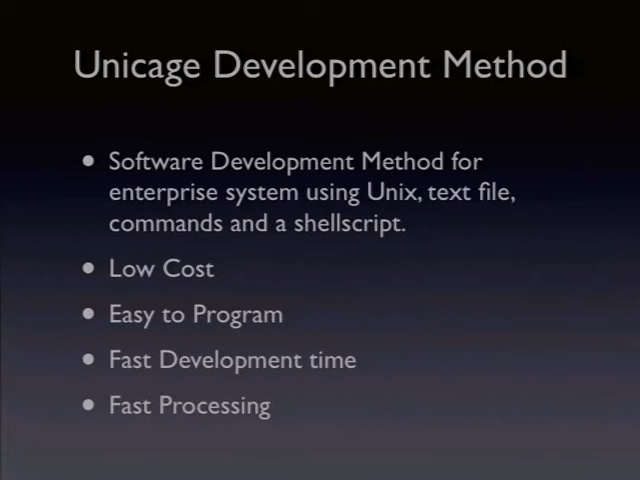 Unicage Development Method
• Software Development Method for
enterprise system using Unix, text file,
commands and a shellscript.
• Low Cost
• Easy to Program
• Fast Development time
• Fast Processing